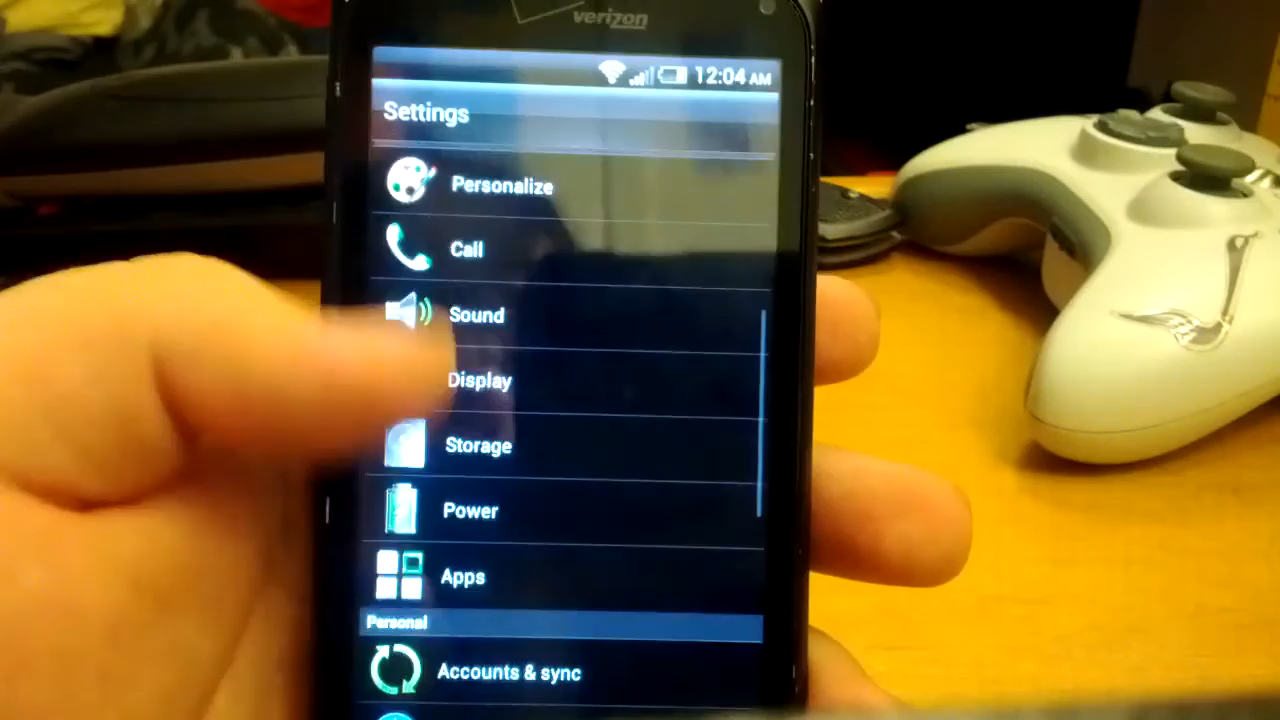 verizon
12:04 AM
Settings
Personalize
Call
Sound
Display
Storage
Power
Apps
Personal
Accounts & sync